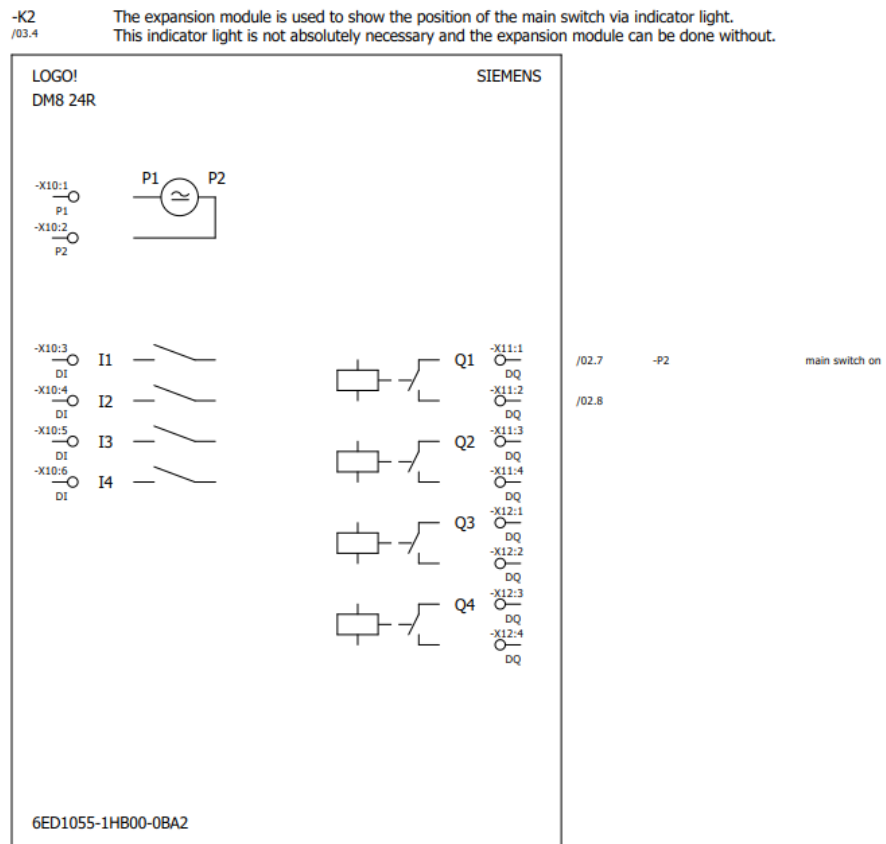 -K2 The expansion module is used to show the position of the main switch via indicator light.
/03.4 This indicator light is not absolutely necessary and the expansion module can be done without.
LOGO! SIEMENS
DM8 24R
P1 P2
-X10:1
P1
-X10:2
P2
-X10:3 I1 Q1 -X11:1 /02.7 -P2 main switch on
DI DQ
-X10:4 I2 -X11:2 /02.8
DI DQ
-X10:5 I3 Q2 -X11:3
DI DQ
-X10:6 I4 -X11:4
DI DQ
Q3 -X12:1
DQ
-X12:2
DQ
Q4 -X12:3
DQ
-X12:4
DQ
6ED1055-1HB00-0BA2